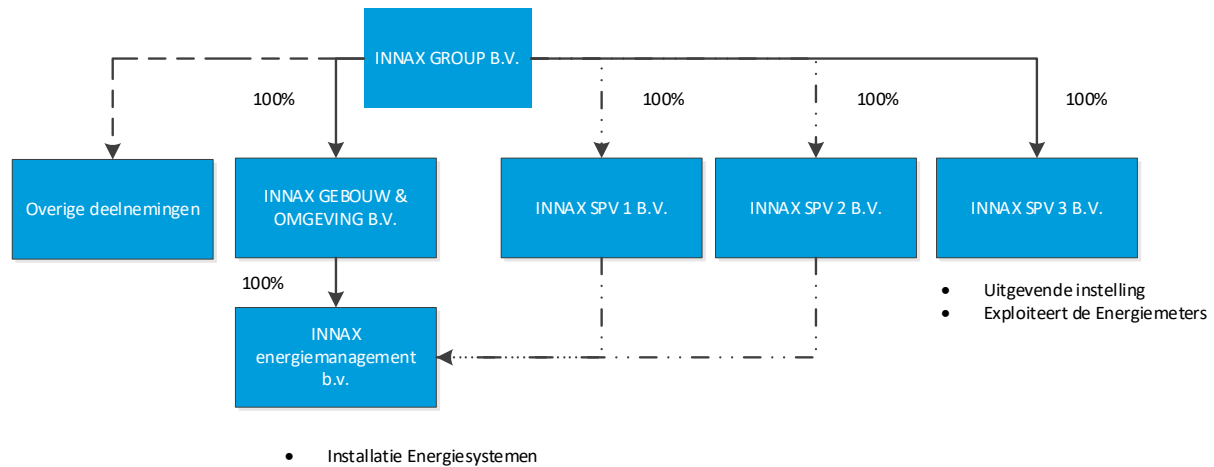 INNAX GROUP B.V.
100%
100%
100%
100%
Overige deelnemingen
INNAX GEBOUW &
OMGEVING B.V.
INNAX SPV 1 B.V.
INNAX SPV 2 B.V.
INNAX SPV 3 B.V.
100%
• Uitgevende instelling
• Exploiteert de Energiemeters
INNAX
energiemanagement
b.v.
• Installatie Energiesystemen